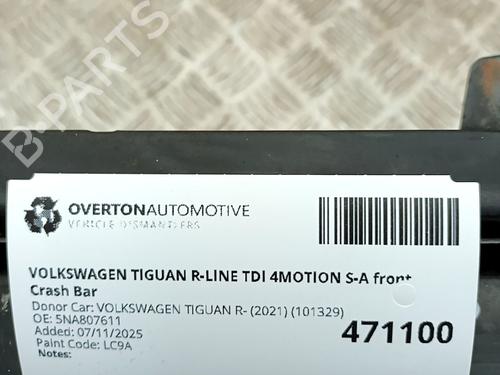 OVERTONAUTOMOTIVE
VEHICLE DISMANTLERS
VOLKSWAGEN TIGUAN R-LINE TDI 4MOTION S-A front
Crash Bar
Donor Car: VOLKSWAGEN TIGUAN R- (2021) (101329)
OE: 5NA807611
Added: 07/11/2025
Paint Code: LC9A
Notes:
471100